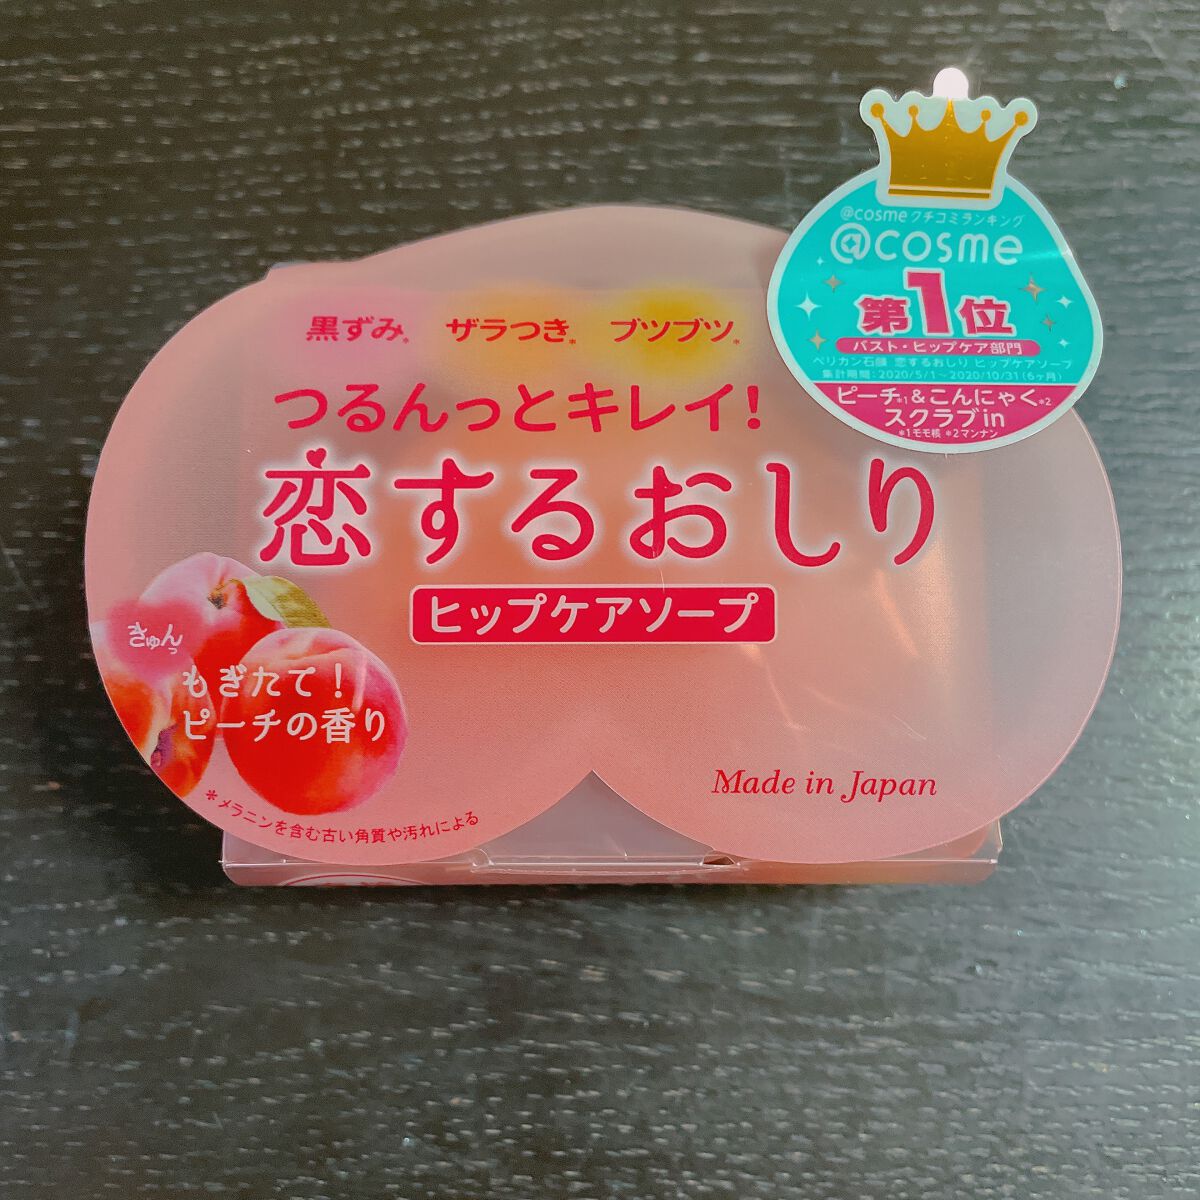 @cosmeクチコミランキング
@cosme
第1位
バスト・ヒップケア部門
ペリカン石鹸 恋するおしり ヒップケアソープ
集計期間:2020/5/1～2020/10/31(6ヶ月)
ピーチ*1&こんにゃく*2
スクラブin
*1モモ核 *2マンナン
黒ずみ* ザラつき* ブツブツ*
つるんっとキレイ!
恋するおしり
ヒップケアソープ
きゅんっ
もぎたて!
ピーチの香り
Made in Japan
*メラニンを含む古い角質や汚れによる